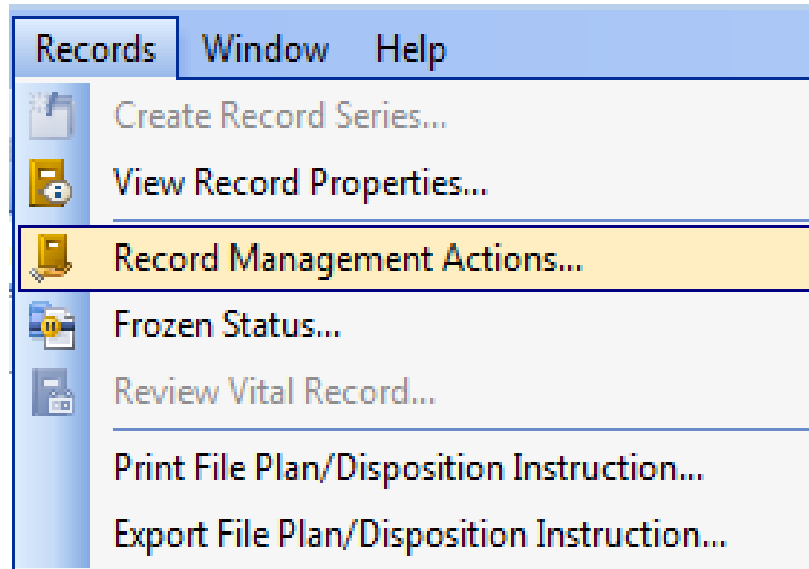 Records Window Help
Create Record Series...
View Record Properties...
Record Management Actions...
Frozen Status...
Review Vital Record...
Print File Plan/Disposition Instruction...
Export File Plan/Disposition Instruction...